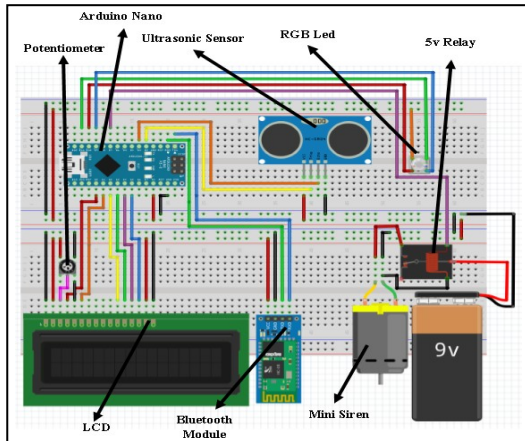 Arduino Nano
Potentiometer
Ultrasonic Sensor
RGB Led
5v Relay
9v
LCD
Bluetooth
Module
Mini Siren